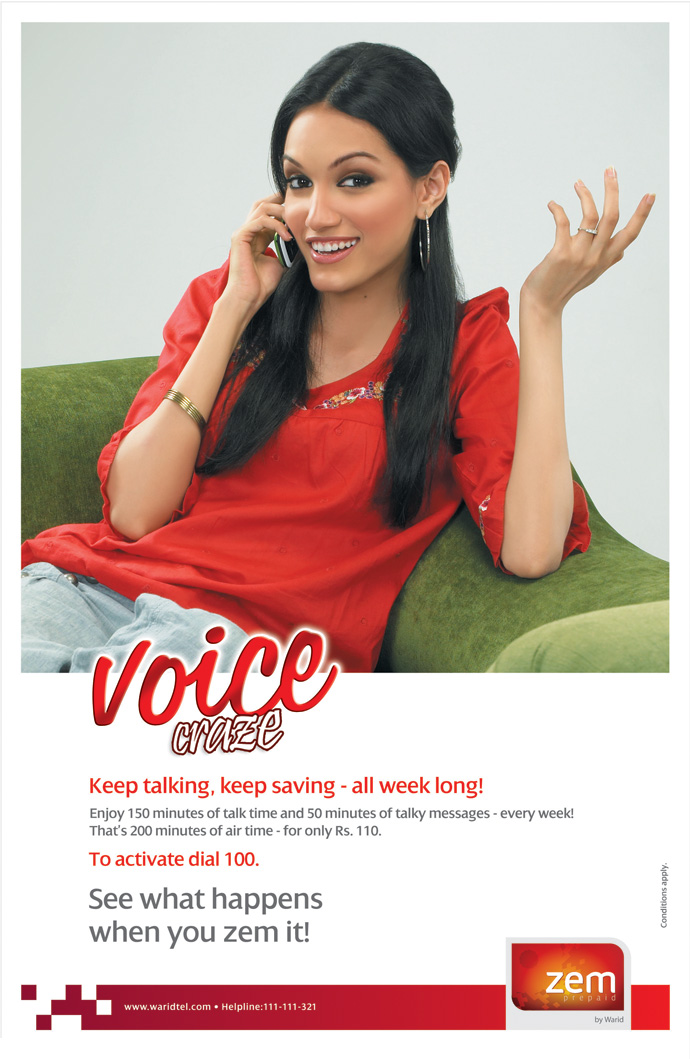 voice
craze
Keep talking, keep saving - all week long!
Enjoy 150 minutes of talk time and 50 minutes of talky messages - every week!
That's 200 minutes of air time - for only Rs. 110.
To activate dial 100.
See what happens
when you zem it!
Conditions apply.
www.waridtel.com • Helpline:111-111-321
zem
prepaid
by Warid